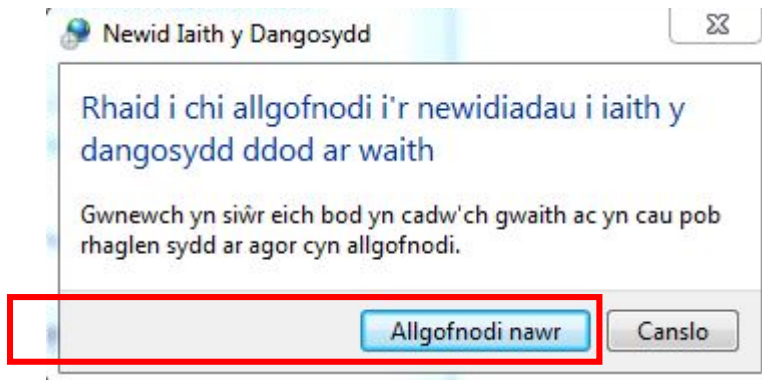 Newid Iaith y Dangosydd
Rhaid i chi allgofnodi i'r newidiadau i iaith y
dangosydd ddod ar waith
Gwnewch yn siŵr eich bod yn cadw'ch gwaith ac yn cau pob
rhaglen sydd ar agor cyn allgofnodi.
Allgofnodi nawr
Canslo